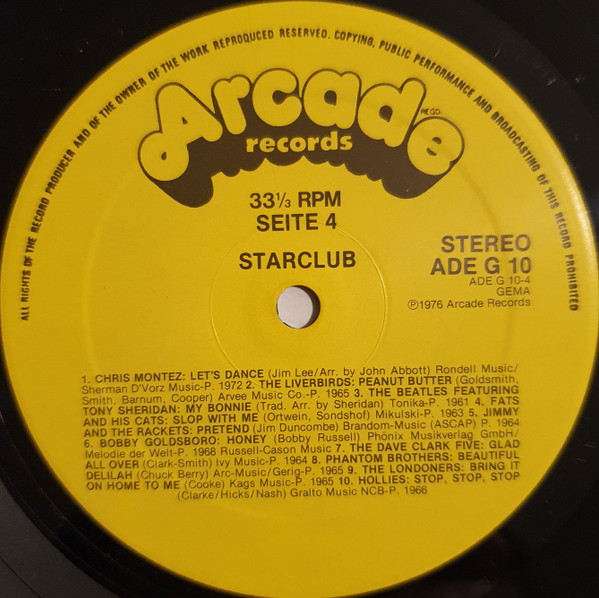 ALL RIGHTS OF THE RECORD PRODUCER AND OF THE OWNER OF THE WORK REPRODUCED RESERVED. COPYING, PUBLIC PERFORMANCE AND BROADCASTING OF THIS RECORD PROHIBITED
Arcade
REGD.
records
33⅓ RPM
SEITE 4
STARCLUB
STEREO
ADE G 10
ADE G 10-4
GEMA
℗1976 Arcade Records
1. CHRIS MONTEZ: LET'S DANCE (Jim Lee/Arr. by John Abbott) Rondell Music/
Sherman D'Vorz Music-P. 1972 2. THE LIVERBIRDS: PEANUT BUTTER (Goldsmith,
Smith, Barnum, Cooper) Arvee Music Co.-P. 1965 3. THE BEATLES FEATURING
TONY SHERIDAN: MY BONNIE (Trad. Arr. by Sheridan) Tonika-P. 1961 4. FATS
AND HIS CATS: SLOP WITH ME (Ortwein, Sondshof) Mikulski-P. 1963 5. JIMMY
AND THE RACKETS: PRETEND (Jim Duncombe) Brandom-Music (ASCAP) P. 1964
6. BOBBY GOLDSBORO: HONEY (Bobby Russell) Phönix Musikverlag GmbH/
Melodie der Welt-P. 1968 Russell-Cason Music 7. THE DAVE CLARK FIVE: GLAD
ALL OVER (Clark-Smith) Ivy Music-P. 1964 8. PHANTOM BROTHERS: BEAUTIFUL
DELILAH (Chuck Berry) Arc-Music/Gerig-P. 1965 9. THE LONDONERS: BRING IT
ON HOME TO ME (Cooke) Kags Music-P. 1965 10. HOLLIES: STOP, STOP, STOP
(Clarke/Hicks/Nash) Gralto Music NCB-P. 1966